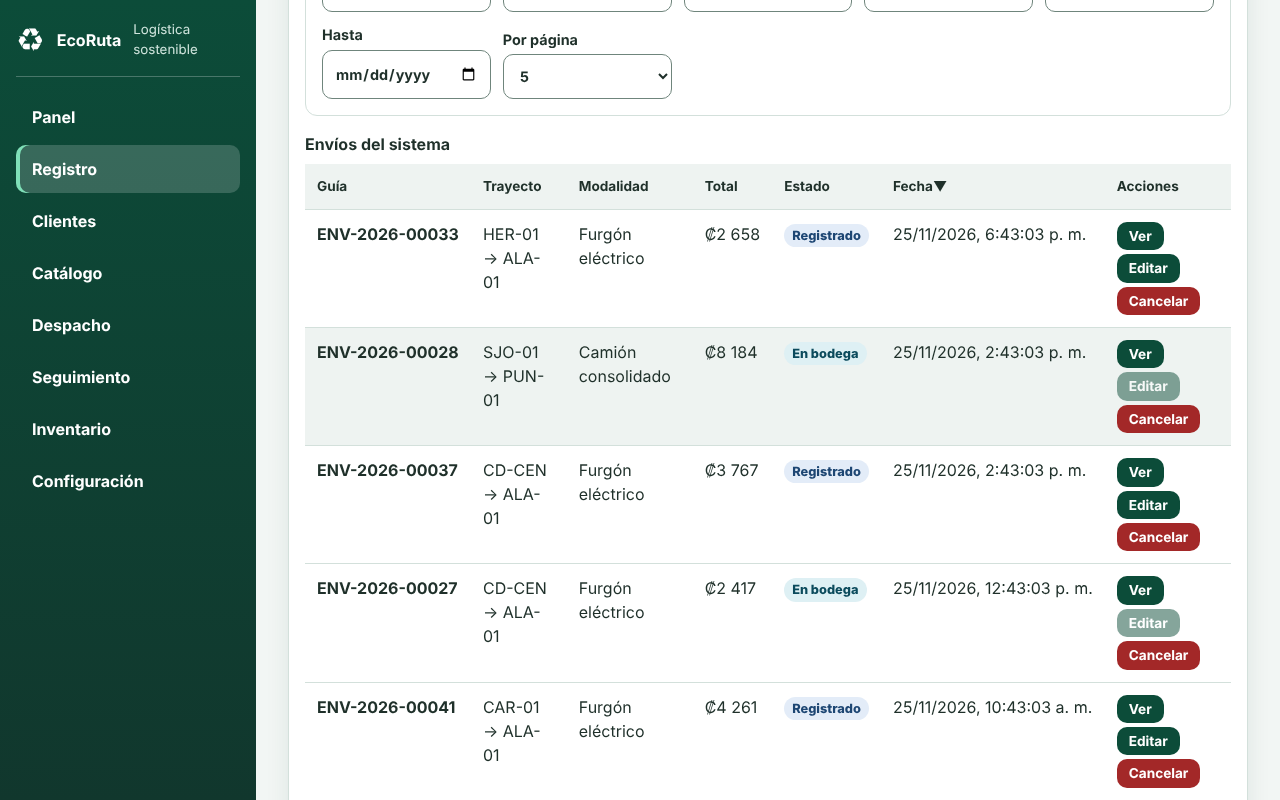 EcoRuta
Logística
sostenible
Panel
Registro
Clientes
Catálogo
Despacho
Seguimiento
Inventario
Configuración
Hasta
mm/dd/yyyy
Por página
5
Envíos del sistema
Guía Trayecto Modalidad Total Estado Fecha▼ Acciones
ENV-2026-00033 HER-01 Furgón ₡2 658 Registrado 25/11/2026, 6:43:03 p. m. Ver
→ ALA- eléctrico Editar
01 Cancelar
ENV-2026-00028 SJO-01 Camión ₡8 184 En bodega 25/11/2026, 2:43:03 p. m. Ver
→ PUN- consolidado Editar
01 Cancelar
ENV-2026-00037 CD-CEN Furgón ₡3 767 Registrado 25/11/2026, 2:43:03 p. m. Ver
→ ALA- eléctrico Editar
01 Cancelar
ENV-2026-00027 CD-CEN Furgón ₡2 417 En bodega 25/11/2026, 12:43:03 p. m. Ver
→ ALA- eléctrico Editar
01 Cancelar
ENV-2026-00041 CAR-01 Furgón ₡4 261 Registrado 25/11/2026, 10:43:03 a. m. Ver
→ ALA- eléctrico Editar
01 Cancelar